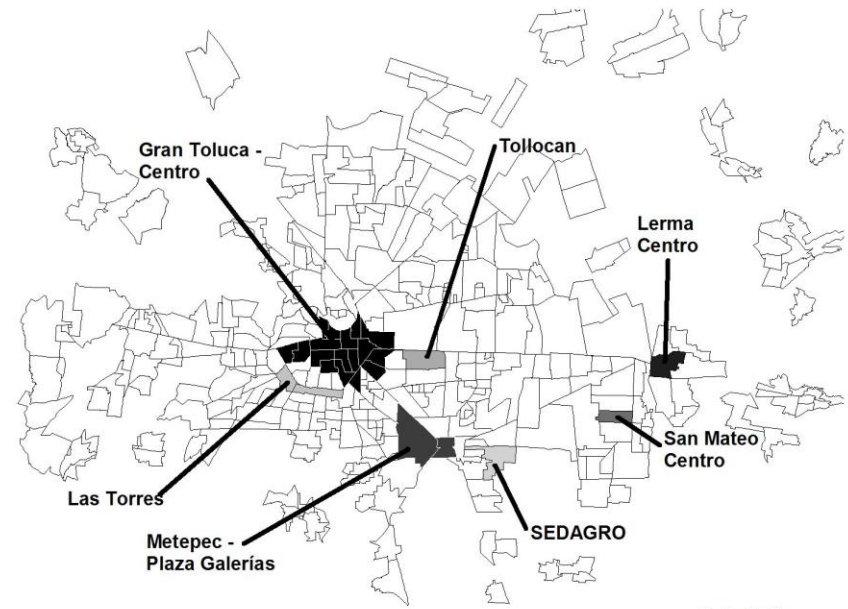 Gran Toluca -
Centro
Tollocan
Lerma
Centro
San Mateo
Centro
Las Torres
SEDAGRO
Metepec -
Plaza Galerías